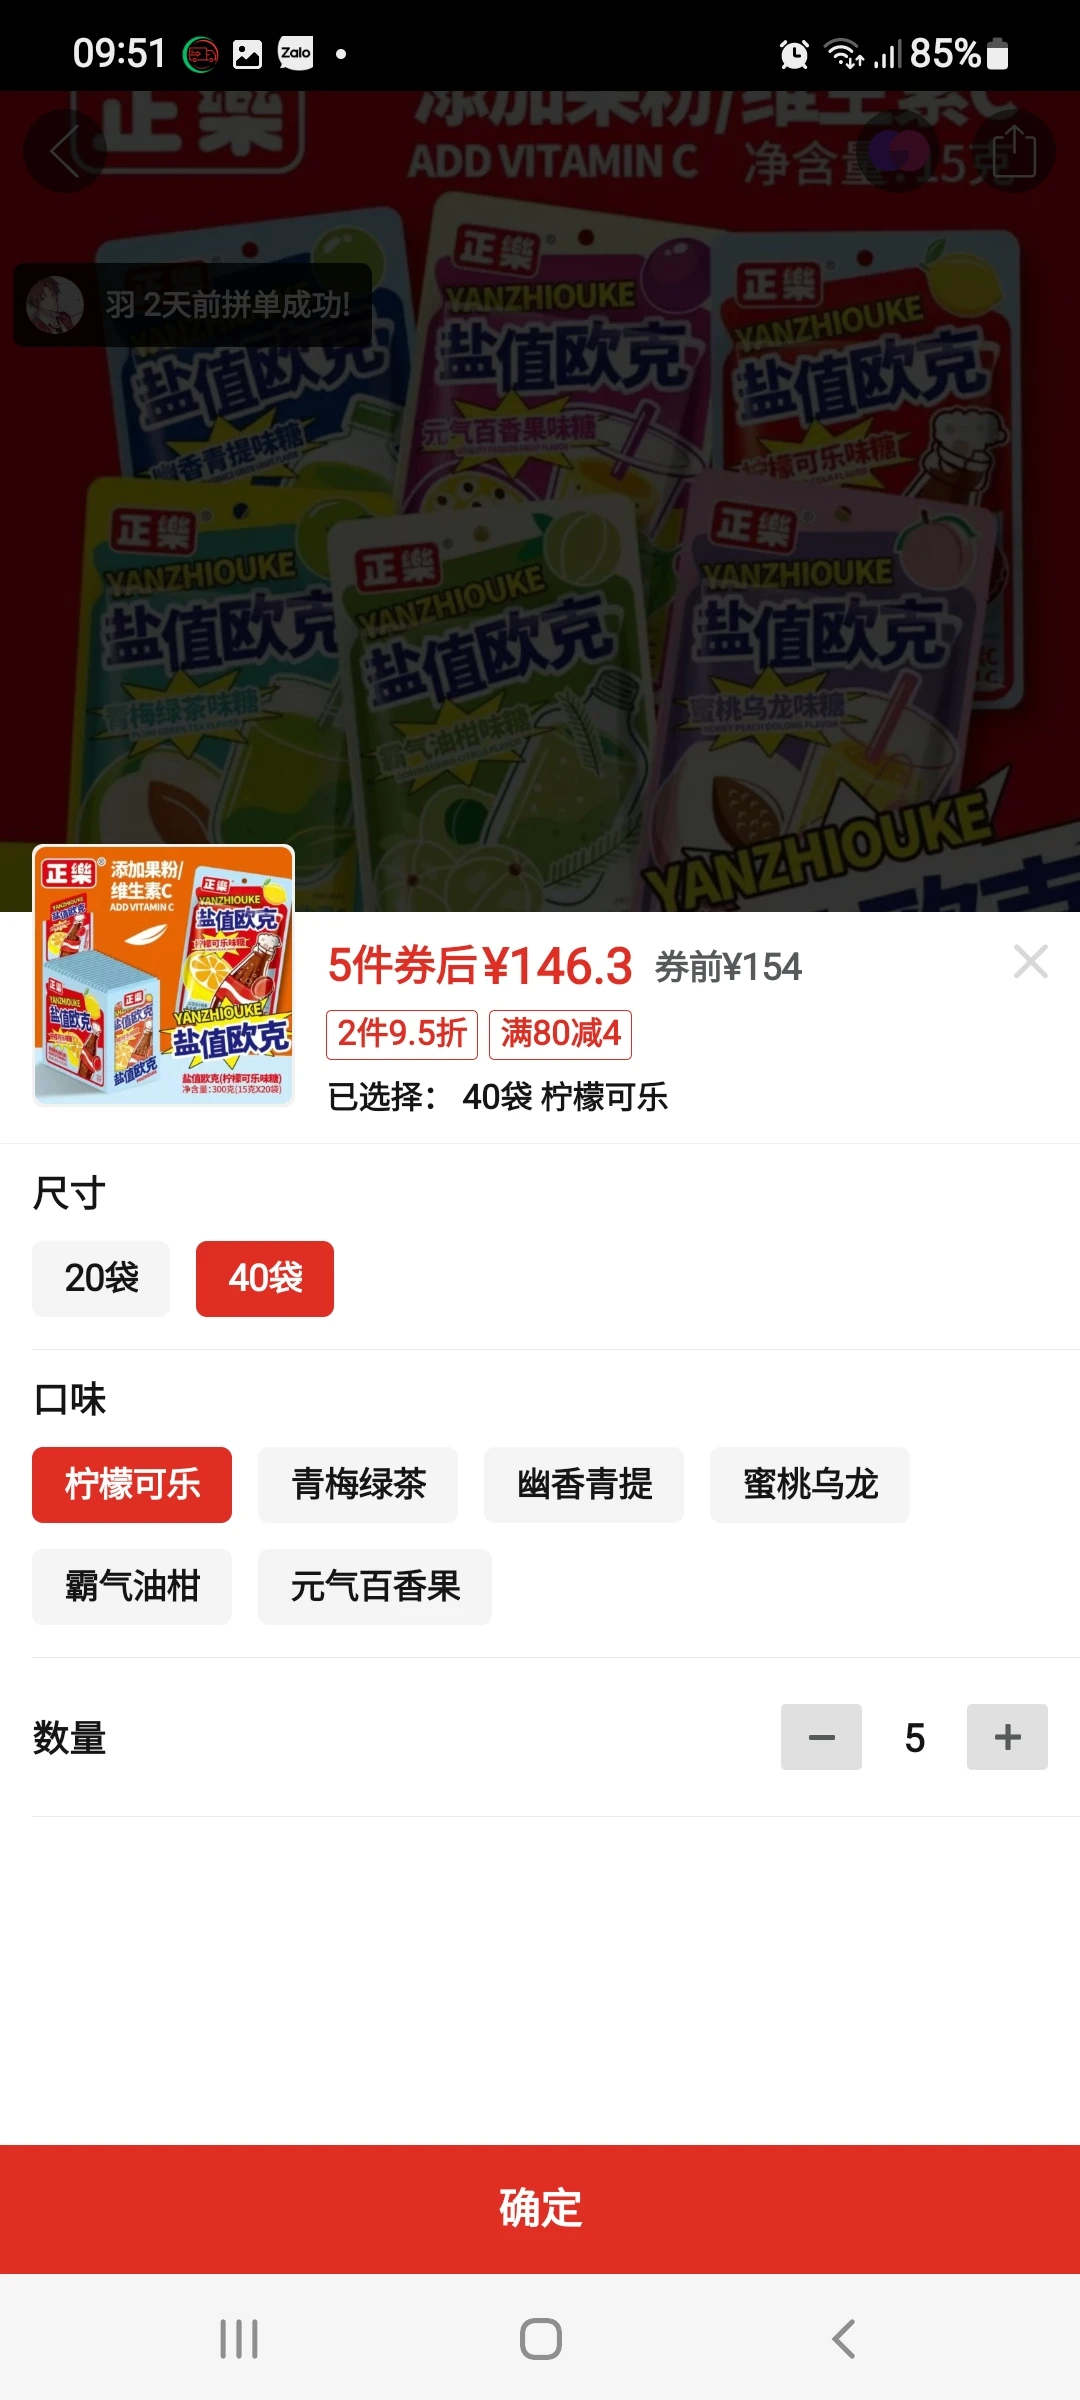 09:51
Zalo
85%
正樂
添加果粉/维生素C
ADD VITAMIN C 净含量:15克
羽 2天前拼单成功!
正樂
YANZHIOUKE
盐值欧克
幽香青提味糖
正樂
YANZHIOUKE
盐值欧克
元气百香果味糖
正樂
YANZHIOUKE
盐值欧克
柠檬可乐味糖
正樂
YANZHIOUKE
盐值欧克
青梅绿茶味糖
正樂
YANZHIOUKE
盐值欧克
霸气油柑味糖
正樂
YANZHIOUKE
盐值欧克
蜜桃乌龙味糖
YANZHIOUKE
正樂®
添加果粉/
维生素C
ADD VITAMIN C
正樂
YANZHIOUKE
盐值欧克
柠檬可乐味糖
YANZHIOUKE
盐值欧克
盐值欧克(柠檬可乐味糖)
净含量:300克(15克X20袋)
5件券后¥146.3 券前¥154
2件9.5折 满80减4
已选择： 40袋 柠檬可乐
尺寸
20袋 40袋
口味
柠檬可乐 青梅绿茶 幽香青提 蜜桃乌龙
霸气油柑 元气百香果
数量 5
确定